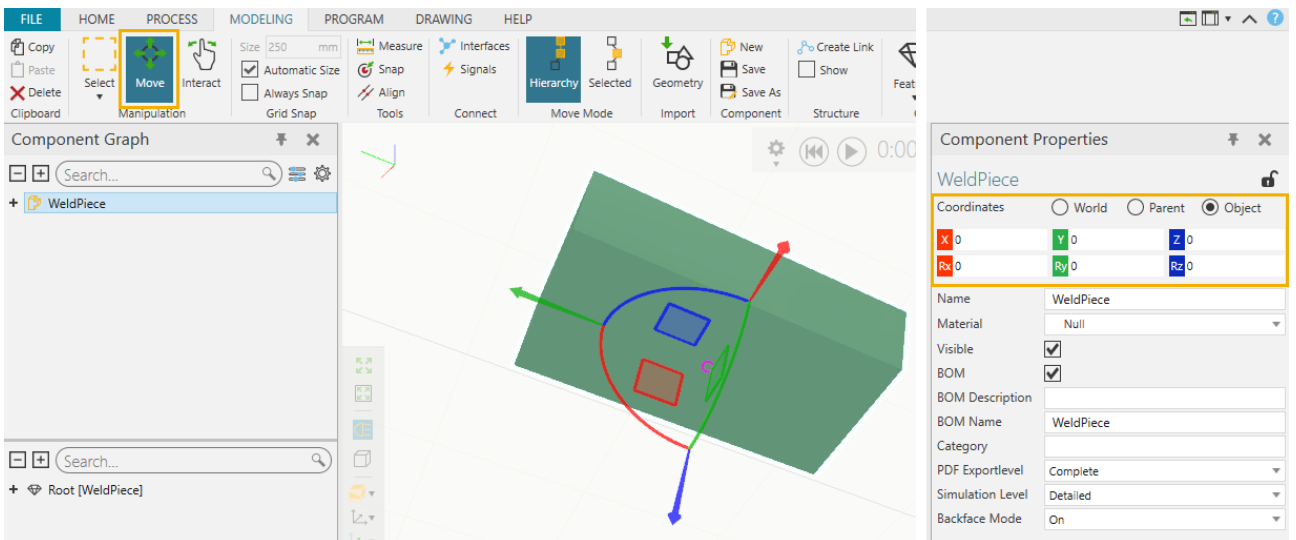 FILE HOME PROCESS MODELING PROGRAM DRAWING HELP
Copy
Paste
Delete
Clipboard
Select Move Interact
Manipulation
Size 250 mm
Automatic Size
Always Snap
Grid Snap
Measure
Snap
Align
Tools
Interfaces
Signals
Connect
Hierarchy Selected
Move Mode
Geometry
Import
New
Save
Save As
Component
Create Link
Show
Structure
Feat
Component Graph
Search...
WeldPiece
Search...
Root [WeldPiece]
0:00
Component Properties
WeldPiece
Coordinates World Parent Object
X 0 Y 0 Z 0
Rx 0 Ry 0 Rz 0
Name WeldPiece
Material Null
Visible
BOM
BOM Description
BOM Name WeldPiece
Category
PDF Exportlevel Complete
Simulation Level Detailed
Backface Mode On